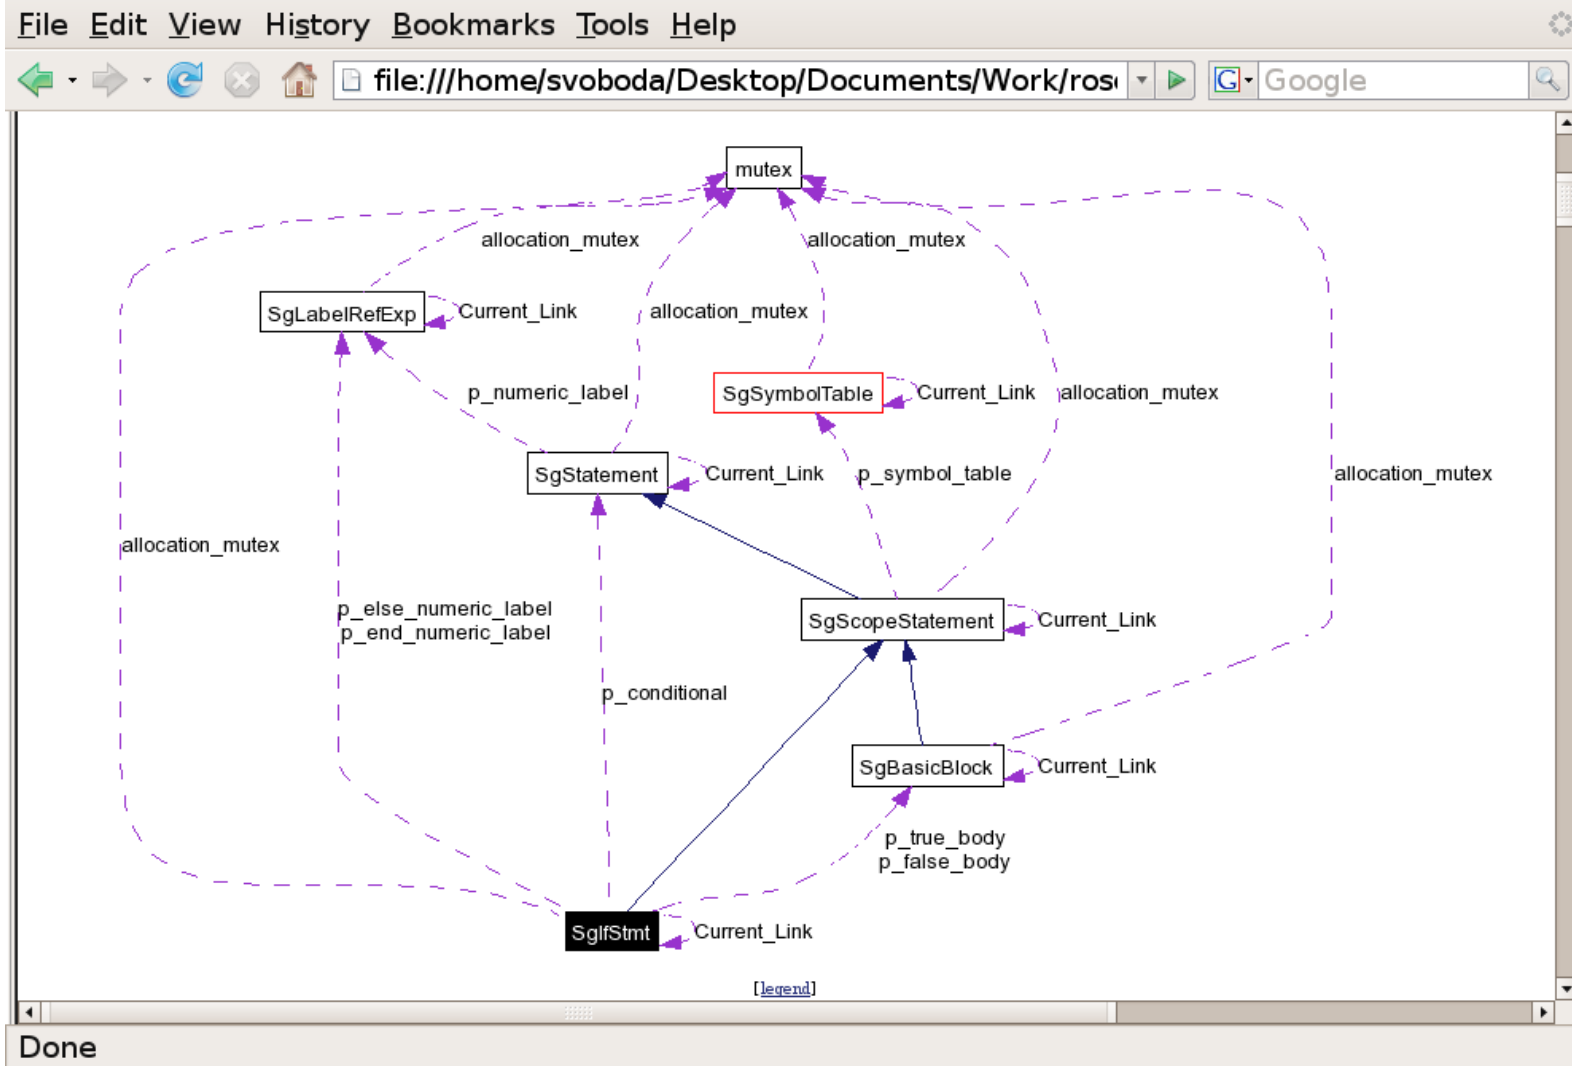 File Edit View History Bookmarks Tools Help
file:///home/svoboda/Desktop/Documents/Work/rose
G Google
mutex
allocation_mutex
allocation_mutex
SgLabelRefExp
Current_Link
allocation_mutex
p_numeric_label
SgSymbolTable
Current_Link
allocation_mutex
SgStatement
Current_Link
p_symbol_table
allocation_mutex
allocation_mutex
p_else_numeric_label
p_end_numeric_label
SgScopeStatement
Current_Link
p_conditional
SgBasicBlock
Current_Link
p_true_body
p_false_body
SgIfStmt
Current_Link
[legend]
Done